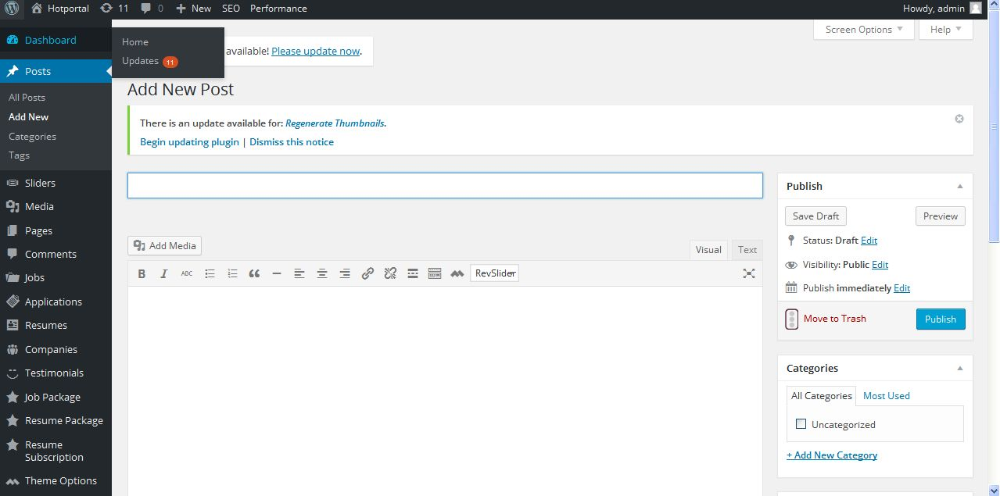 Hotportal 11 0 New SEO Performance Howdy, admin
Dashboard
Home
Updates 11
Screen Options Help
available! Please update now.
Posts
All Posts
Add New
Categories
Tags
Sliders
Media
Pages
Comments
Jobs
Applications
Resumes
Companies
Testimonials
Job Package
Resume Package
Resume
Subscription
Theme Options
Add New Post
There is an update available for: Regenerate Thumbnails.
Begin updating plugin | Dismiss this notice
Add Media
Visual Text
B I ABC RevSlider
Publish
Save Draft Preview
Status: Draft Edit
Visibility: Public Edit
Publish immediately Edit
Move to Trash Publish
Categories
All Categories Most Used
Uncategorized
+ Add New Category